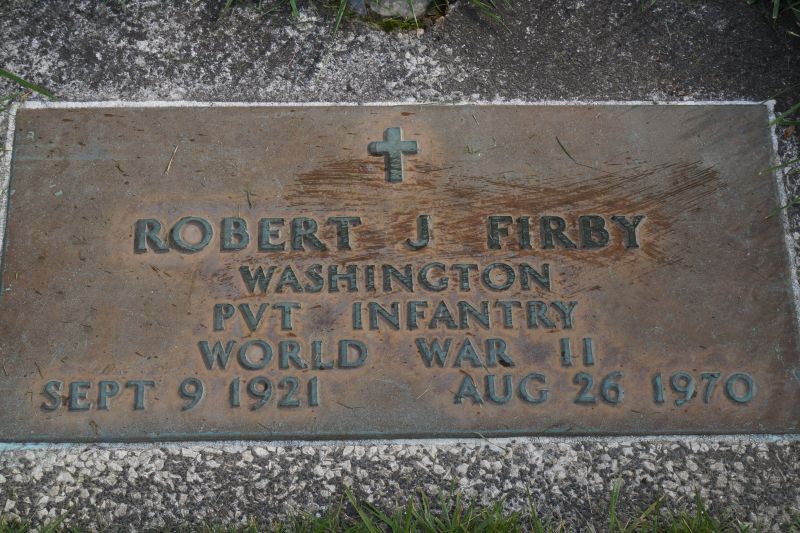 ROBERT J FIRBY
WASHINGTON
PVT INFANTRY
WORLD WAR II
SEPT 9 1921 AUG 26 1970